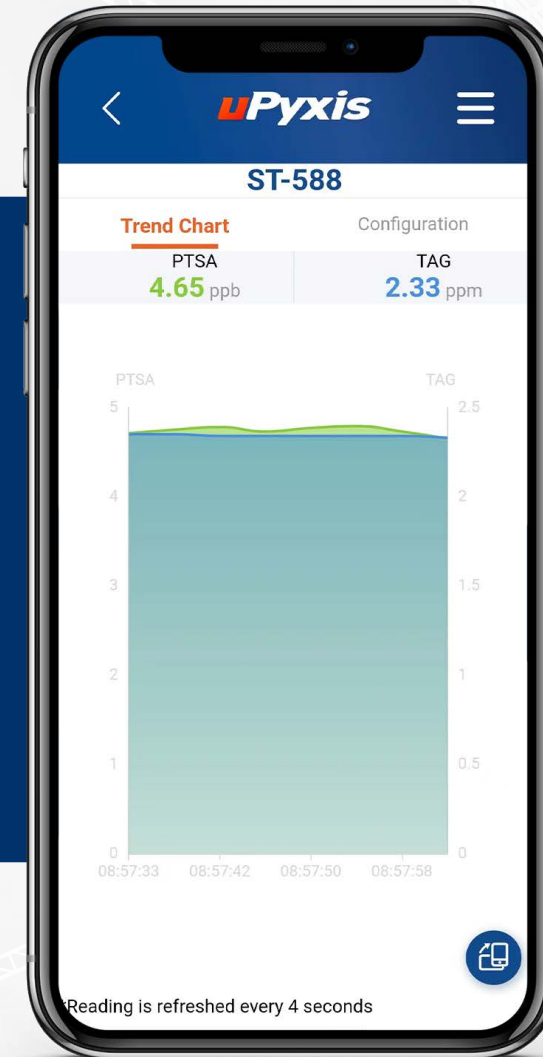 uPyxis
ST-588
Trend Chart Configuration
PTSA TAG
4.65 ppb 2.33 ppm
PTSA TAG
5 2.5
4 2
3 1.5
2 1
1 0.5
0 0
08:57:33 08:57:42 08:57:50 08:57:58
*Reading is refreshed every 4 seconds